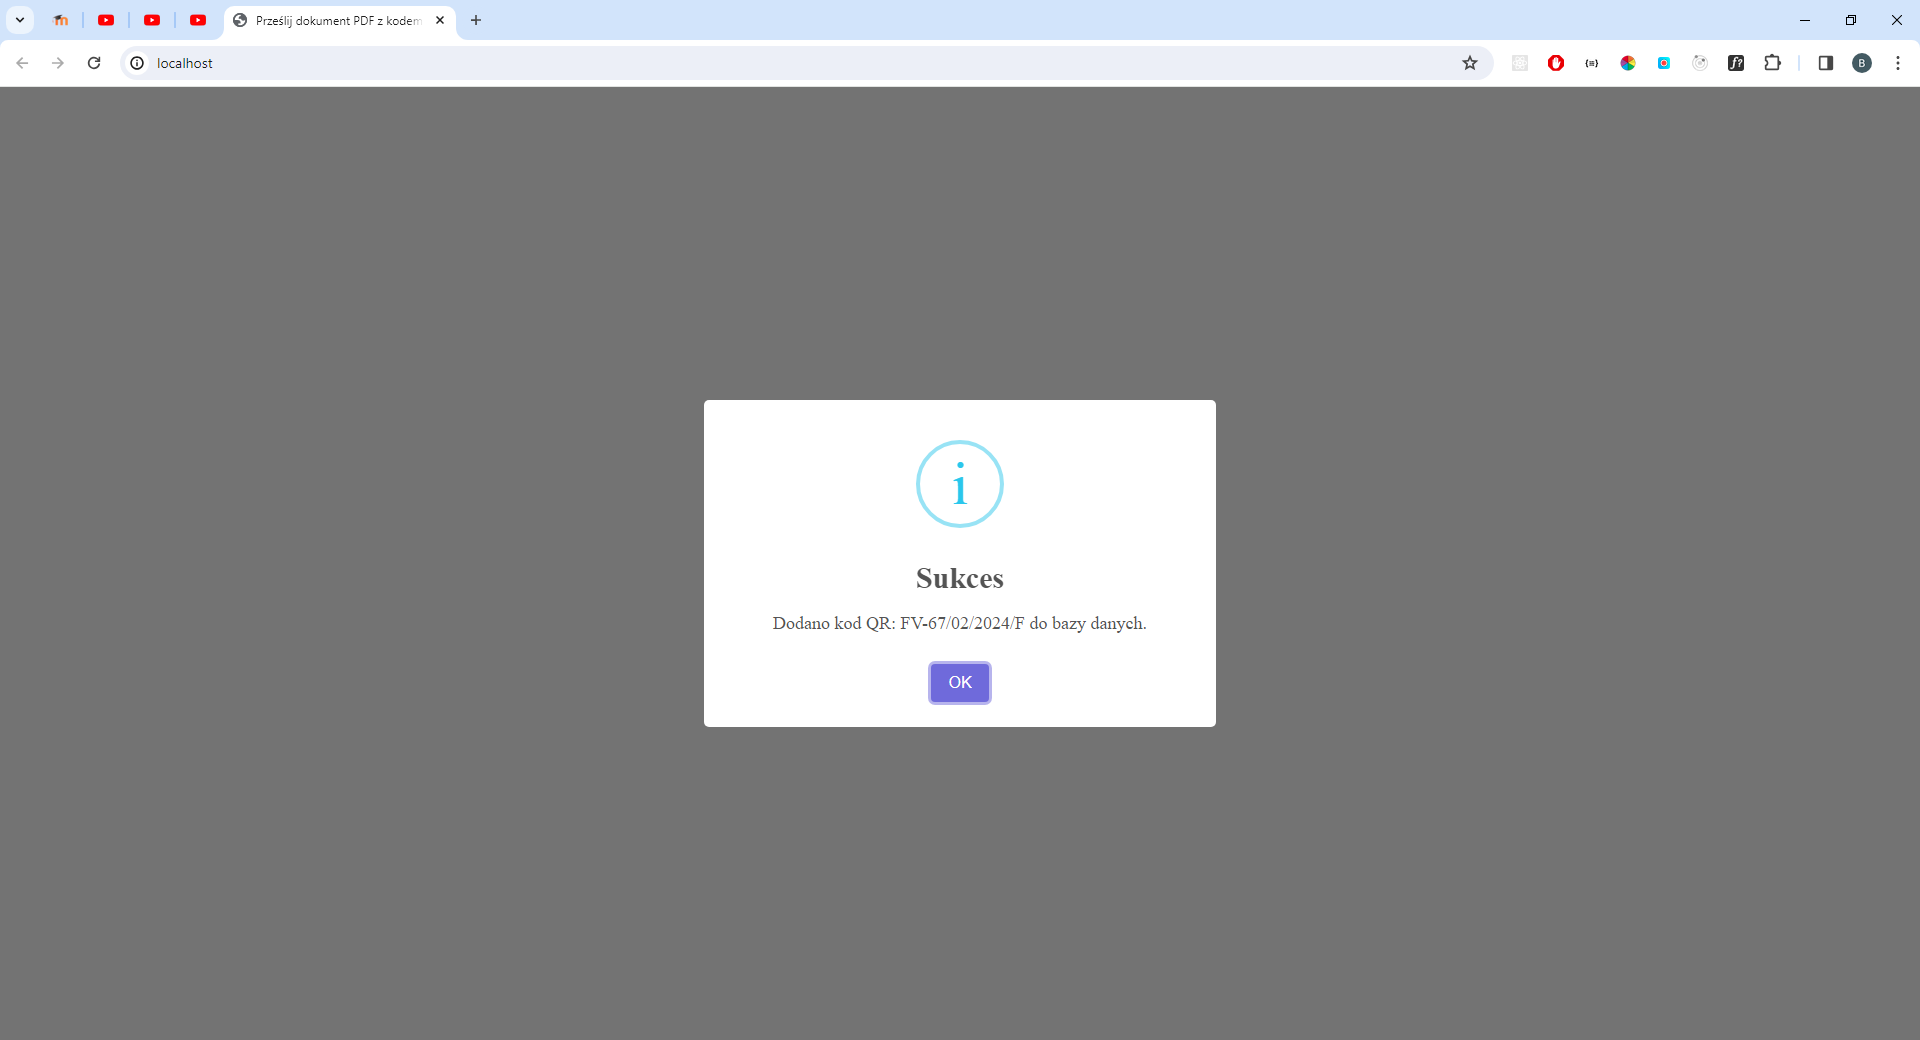 Prześlij dokument PDF z kodem
localhost
B
i
Sukces
Dodano kod QR: FV-67/02/2024/F do bazy danych.
OK